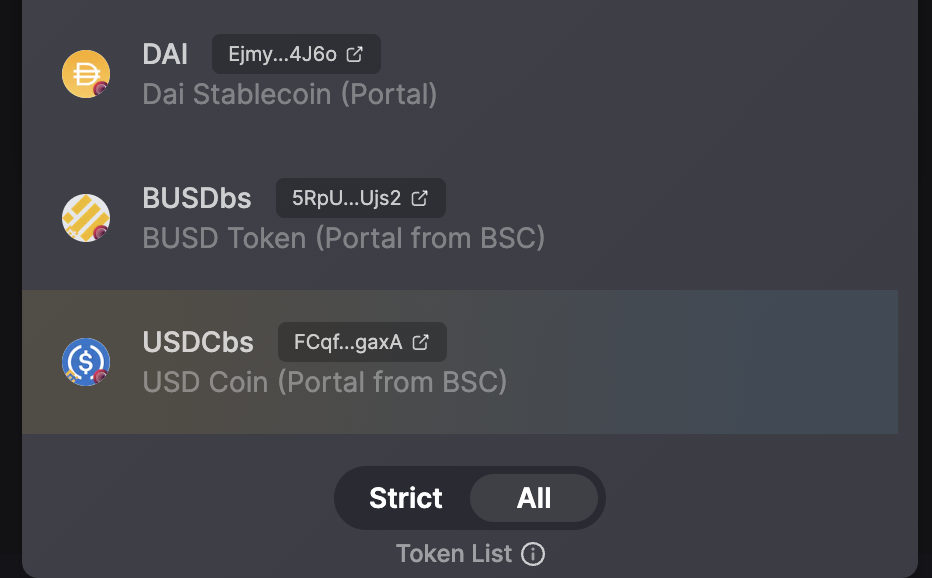 DAI Ejmy...4J6o
Dai Stablecoin (Portal)
BUSDbs 5RpU...Ujs2
BUSD Token (Portal from BSC)
USDCbs FCqf...gaxA
USD Coin (Portal from BSC)
Strict All
Token List